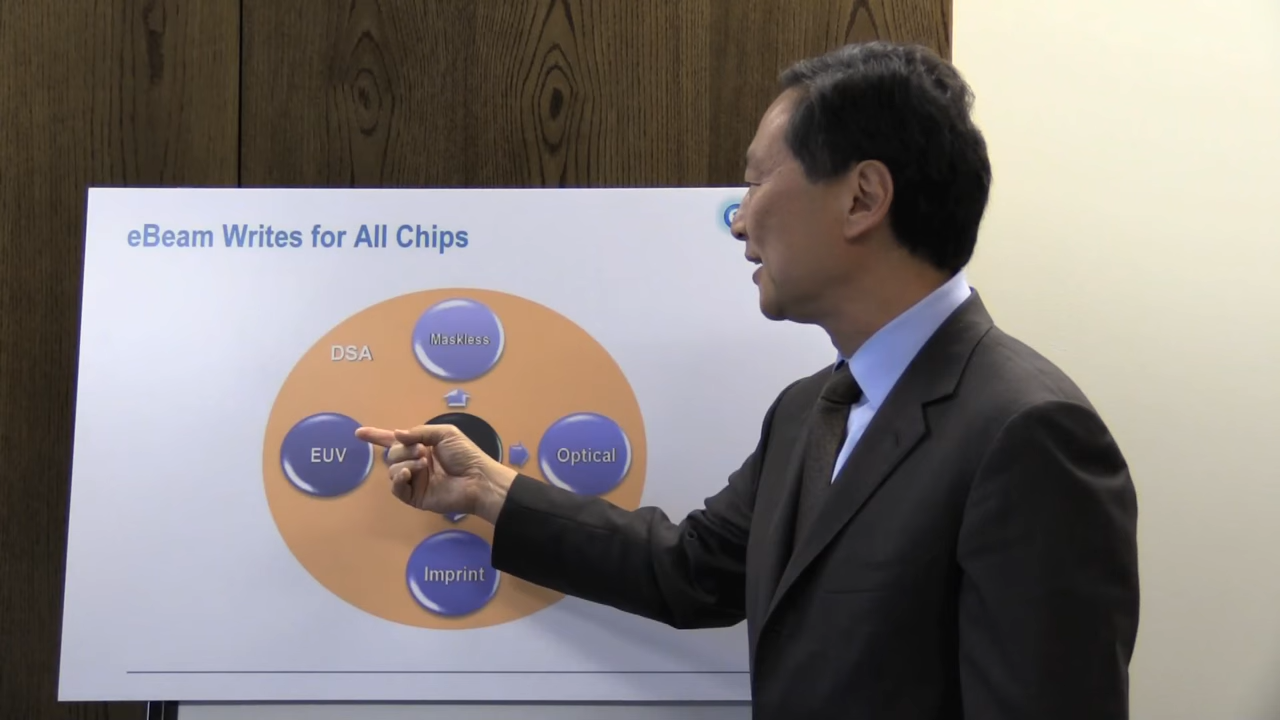 eBeam Writes for All Chips
Maskless
DSA
EUV
Optical
Imprint